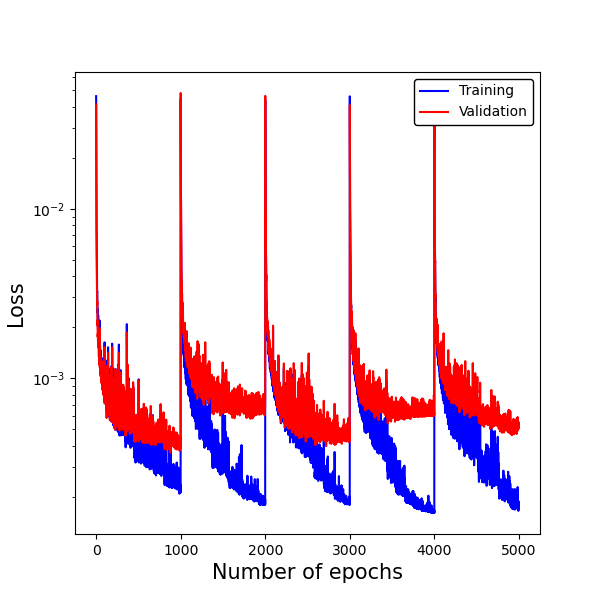 Training
Validation
10⁻²
10⁻³
Loss
0 1000 2000 3000 4000 5000
Number of epochs